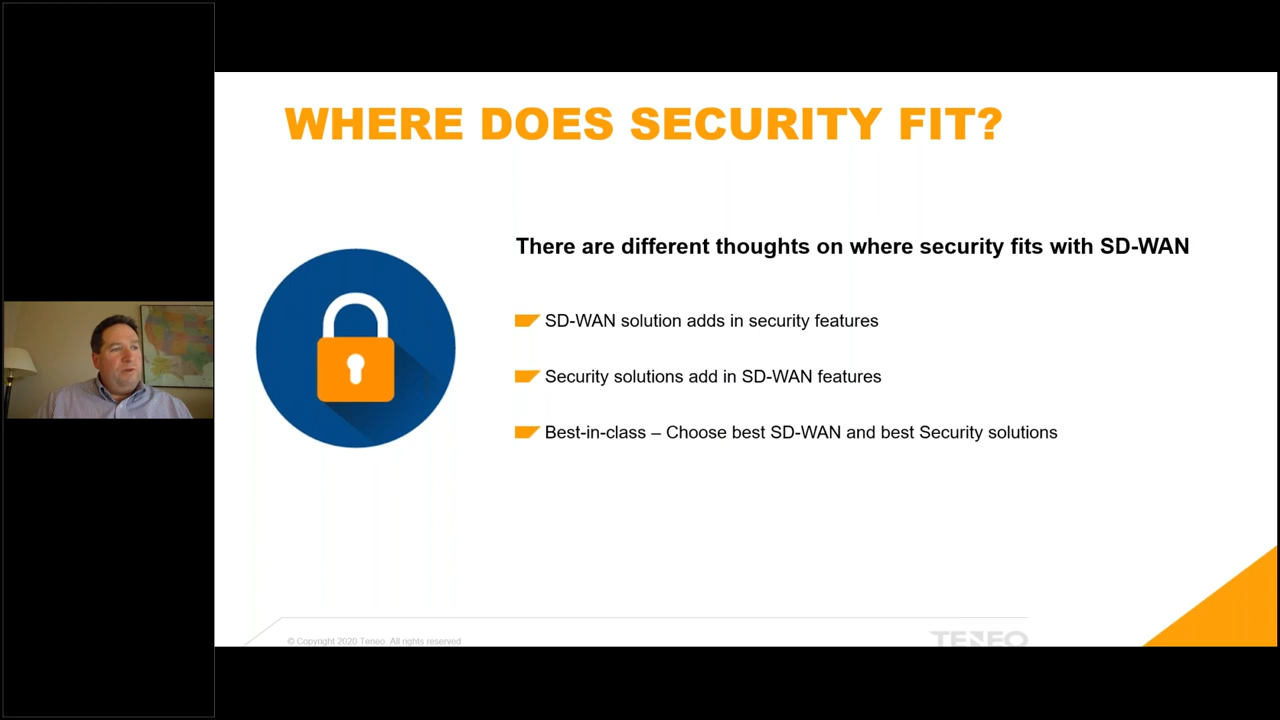 WHERE DOES SECURITY FIT?
There are different thoughts on where security fits with SD-WAN
SD-WAN solution adds in security features
Security solutions add in SD-WAN features
Best-in-class – Choose best SD-WAN and best Security solutions
© Copyright 2020 Teneo. All rights reserved.
TENEO